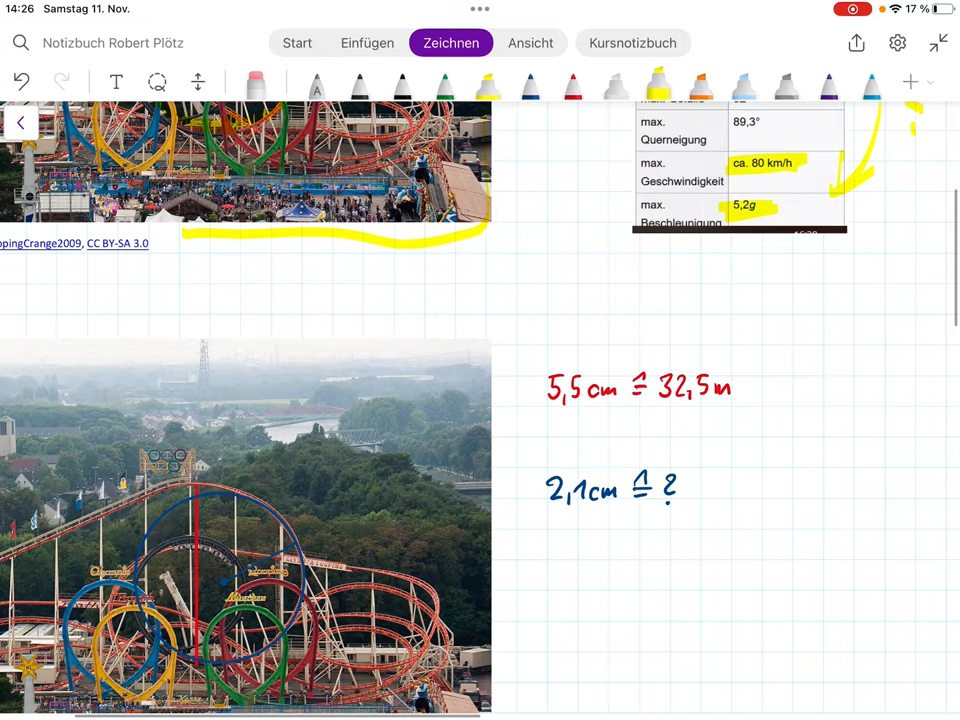 14:26 Samstag 11. Nov.
17 %
Notizbuch Robert Plötz
Start Einfügen Zeichnen Ansicht Kursnotizbuch
T
A
max.
Querneigung
89,3°
max.
Geschwindigkeit
ca. 80 km/h
max.
Beschleunigung
5,2g
ppingCrange2009, CC BY-SA 3.0
5,5 cm ≙ 32,5 m
2,1 cm ≙ ?